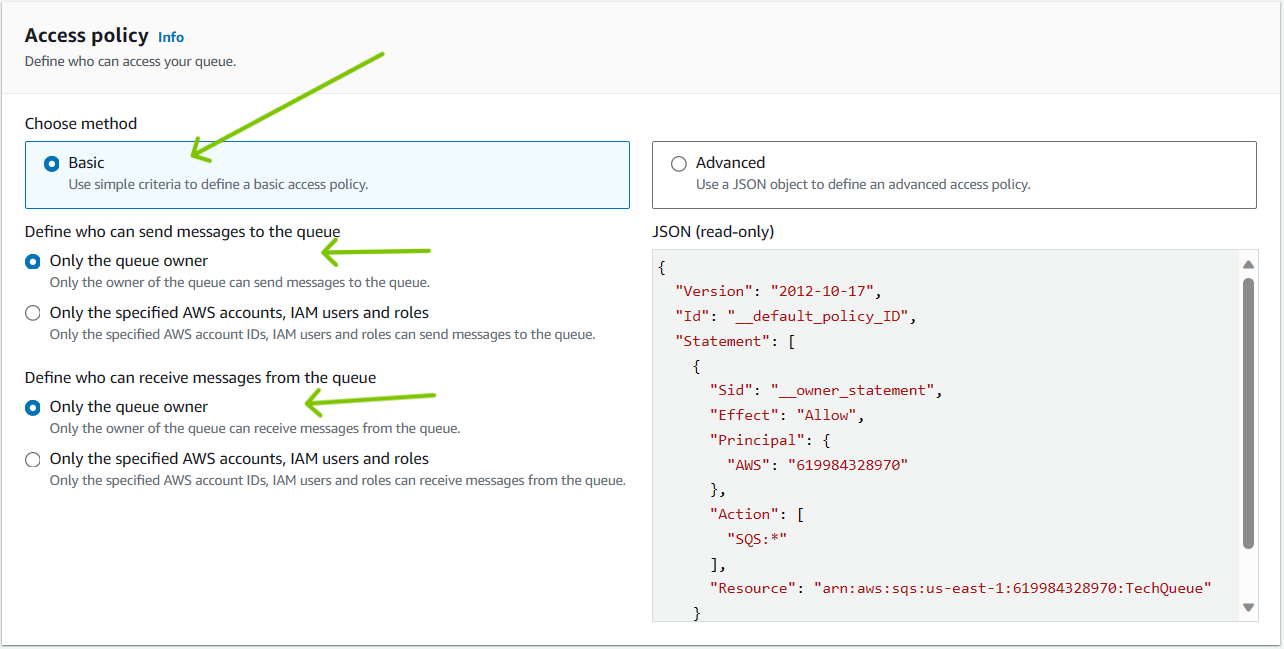 Access policy Info
Define who can access your queue.
Choose method
Basic
Use simple criteria to define a basic access policy.
Advanced
Use a JSON object to define an advanced access policy.
Define who can send messages to the queue
Only the queue owner
Only the owner of the queue can send messages to the queue.
Only the specified AWS accounts, IAM users and roles
Only the specified AWS account IDs, IAM users and roles can send messages to the queue.
Define who can receive messages from the queue
Only the queue owner
Only the owner of the queue can receive messages from the queue.
Only the specified AWS accounts, IAM users and roles
Only the specified AWS account IDs, IAM users and roles can receive messages from the queue.
JSON (read-only)
{
  "Version": "2012-10-17",
  "Id": "__default_policy_ID",
  "Statement": [
    {
      "Sid": "__owner_statement",
      "Effect": "Allow",
      "Principal": {
        "AWS": "619984328970"
      },
      "Action": [
        "SQS:*"
      ],
      "Resource": "arn:aws:sqs:us-east-1:619984328970:TechQueue"
    }